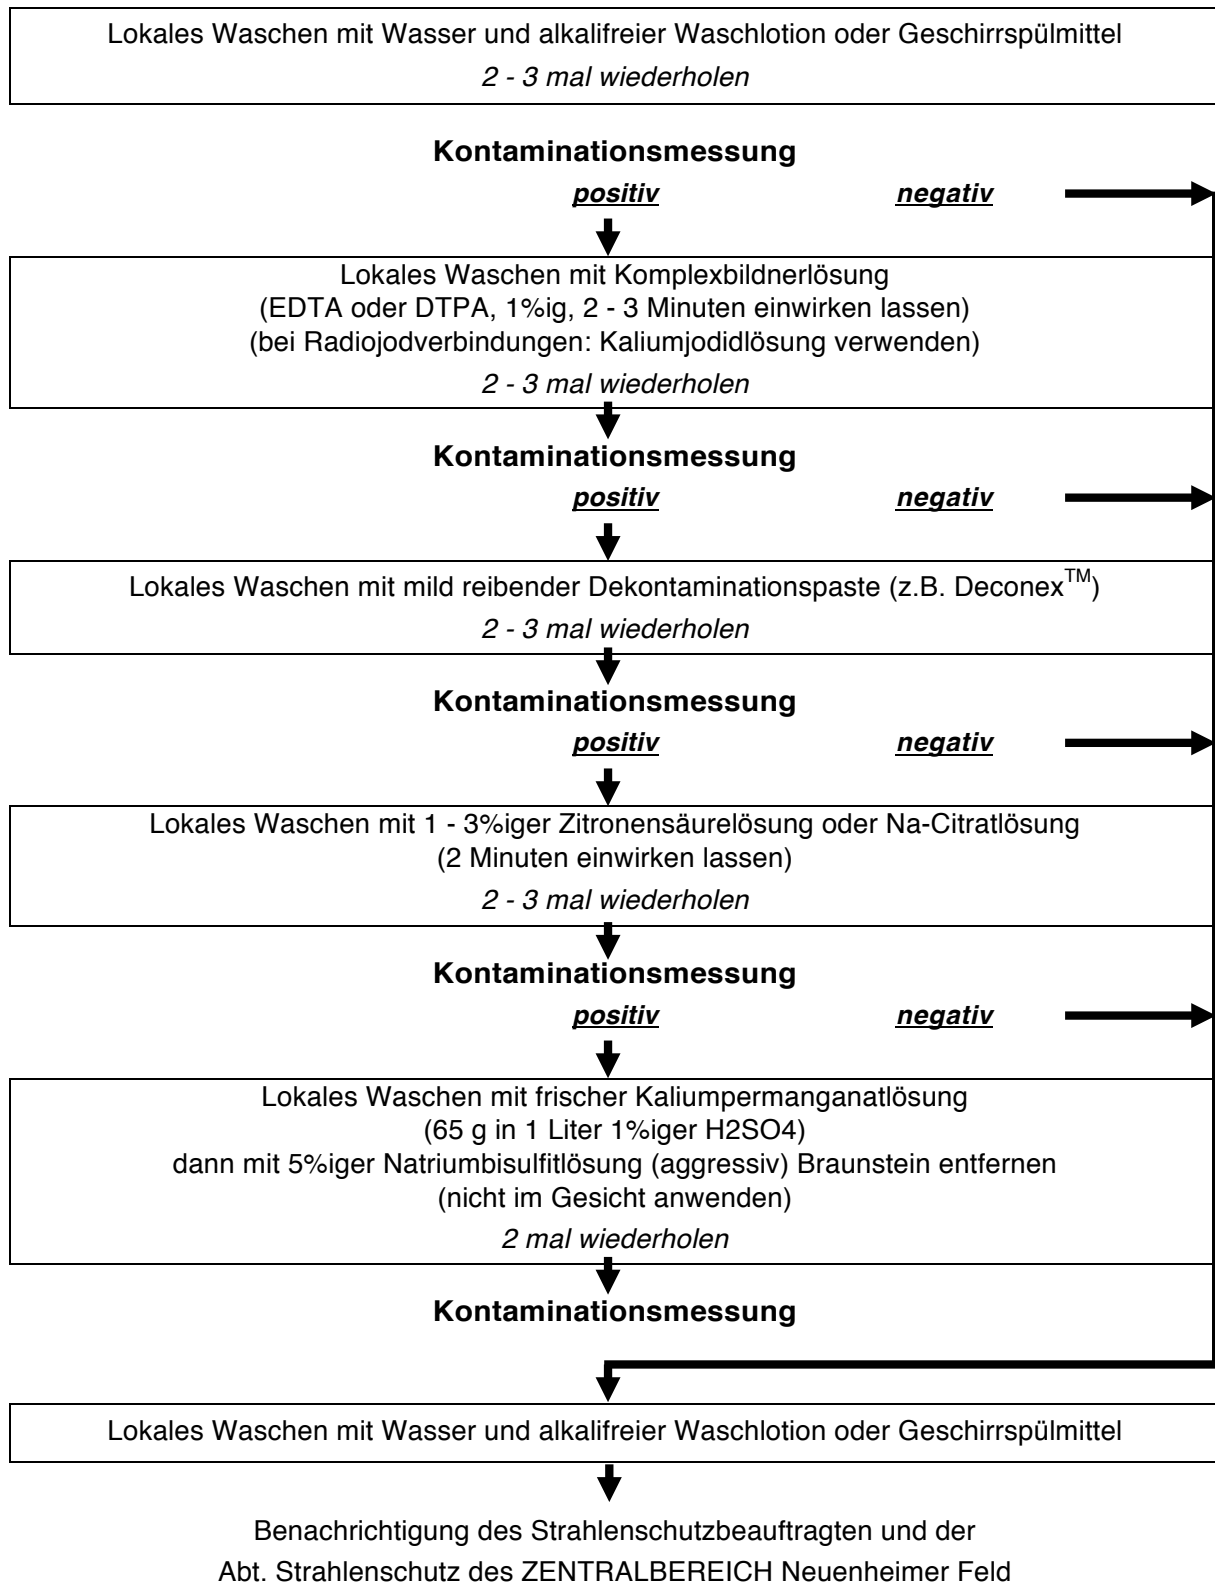 Lokales Waschen mit Wasser und alkalifreier Waschlotion oder Geschirrspülmittel
2 - 3 mal wiederholen
Kontaminationsmessung
positiv negativ
Lokales Waschen mit Komplexbildnerlösung
(EDTA oder DTPA, 1%ig, 2 - 3 Minuten einwirken lassen)
(bei Radiojodverbindungen: Kaliumjodidlösung verwenden)
2 - 3 mal wiederholen
Kontaminationsmessung
positiv negativ
Lokales Waschen mit mild reibender Dekontaminationspaste (z.B. Deconex™)
2 - 3 mal wiederholen
Kontaminationsmessung
positiv negativ
Lokales Waschen mit 1 - 3%iger Zitronensäurelösung oder Na-Citratlösung
(2 Minuten einwirken lassen)
2 - 3 mal wiederholen
Kontaminationsmessung
positiv negativ
Lokales Waschen mit frischer Kaliumpermanganatlösung
(65 g in 1 Liter 1%iger H2SO4)
dann mit 5%iger Natriumbisulfitlösung (aggressiv) Braunstein entfernen
(nicht im Gesicht anwenden)
2 mal wiederholen
Kontaminationsmessung
Lokales Waschen mit Wasser und alkalifreier Waschlotion oder Geschirrspülmittel
Benachrichtigung des Strahlenschutzbeauftragten und der
Abt. Strahlenschutz des ZENTRALBEREICH Neuenheimer Feld